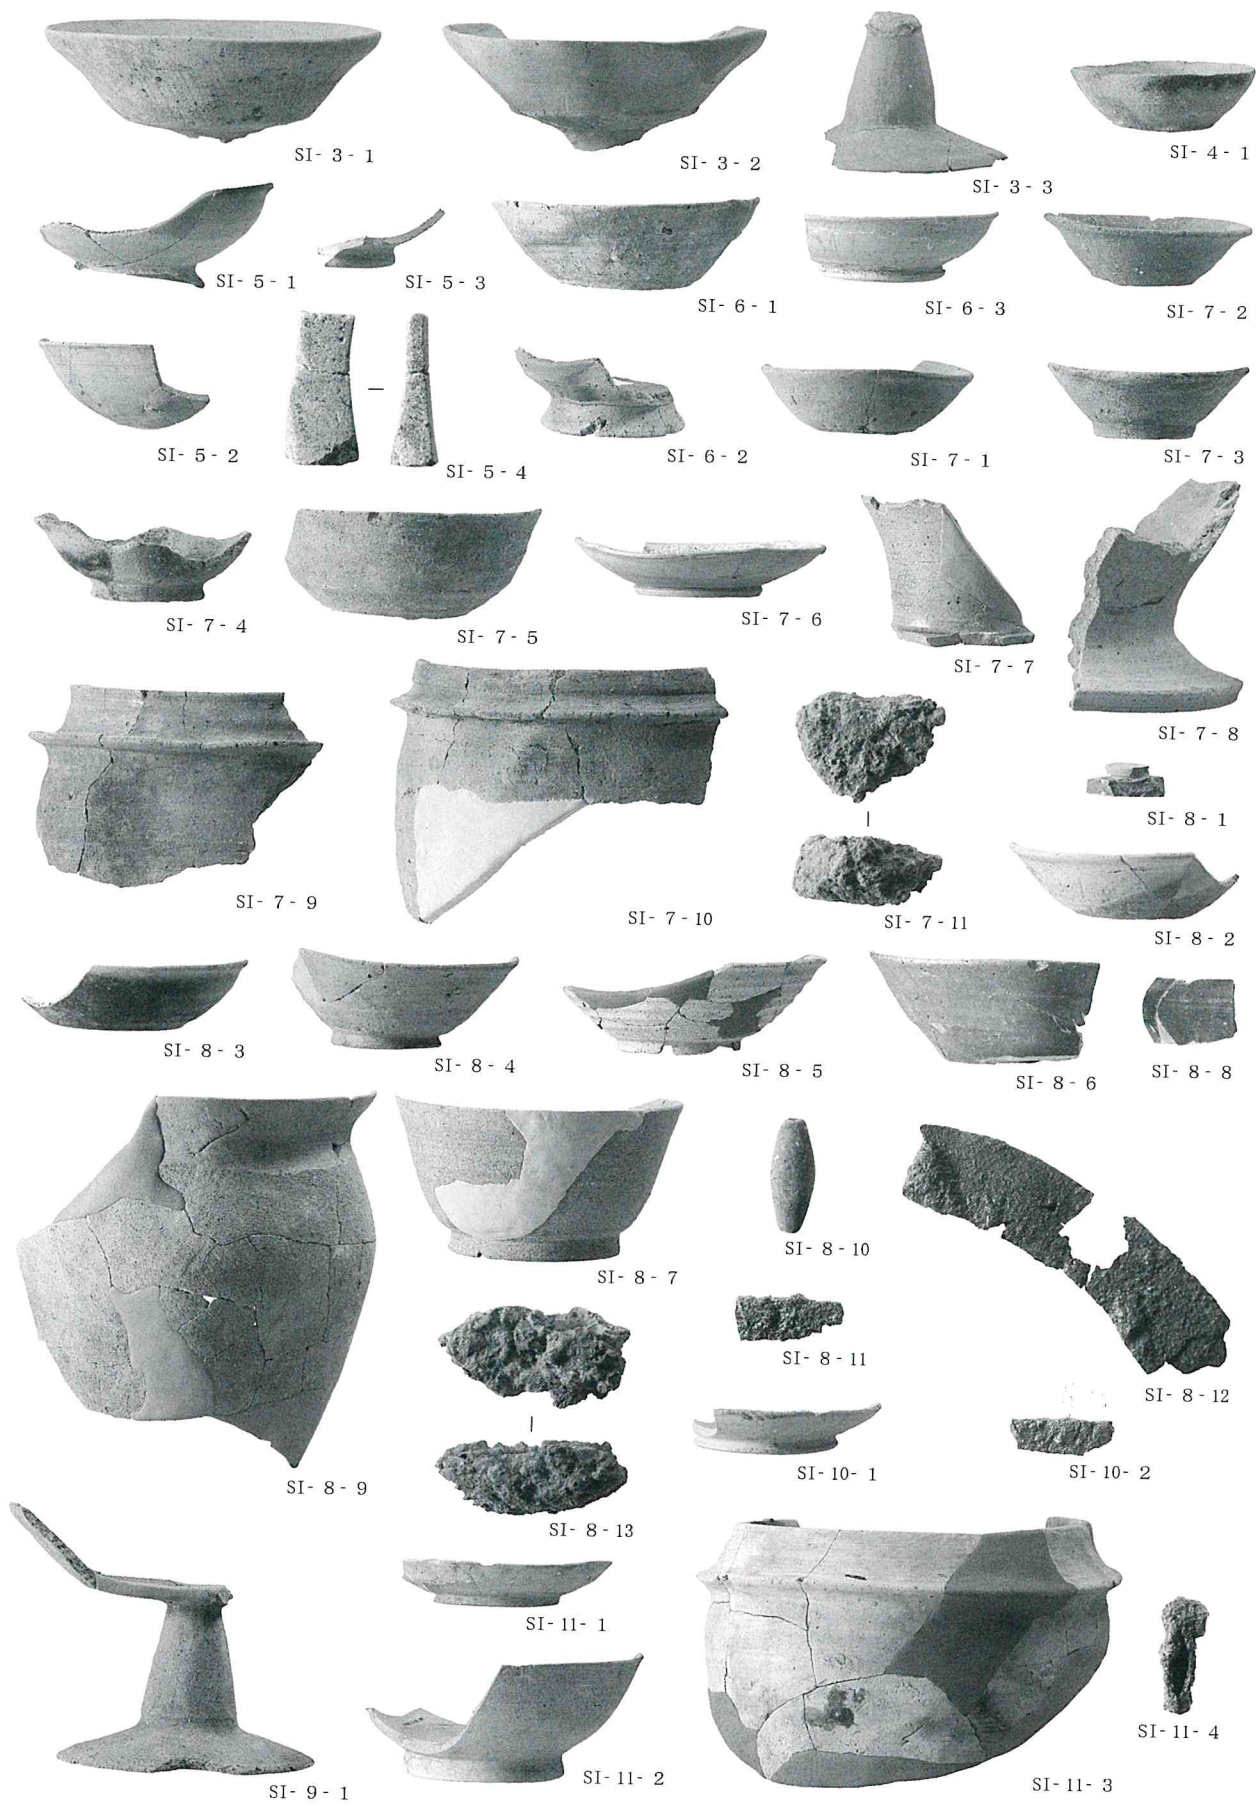 SI- 3 - 1
SI- 3 - 2
SI- 3 - 3
SI- 4 - 1
SI- 5 - 1
SI- 5 - 3
SI- 6 - 1
SI- 6 - 3
SI- 7 - 2
SI- 5 - 2
SI- 5 - 4
SI- 6 - 2
SI- 7 - 1
SI- 7 - 3
SI- 7 - 4
SI- 7 - 5
SI- 7 - 6
SI- 7 - 7
SI- 7 - 8
SI- 7 - 9
SI- 7 - 10
SI- 7 - 11
SI- 8 - 1
SI- 8 - 2
SI- 8 - 3
SI- 8 - 4
SI- 8 - 5
SI- 8 - 6
SI- 8 - 8
SI- 8 - 9
SI- 8 - 7
SI- 8 - 10
SI- 8 - 11
SI- 8 - 12
SI- 8 - 13
SI- 10- 1
SI- 10- 2
SI- 9 - 1
SI- 11- 1
SI- 11- 2
SI- 11- 3
SI- 11- 4